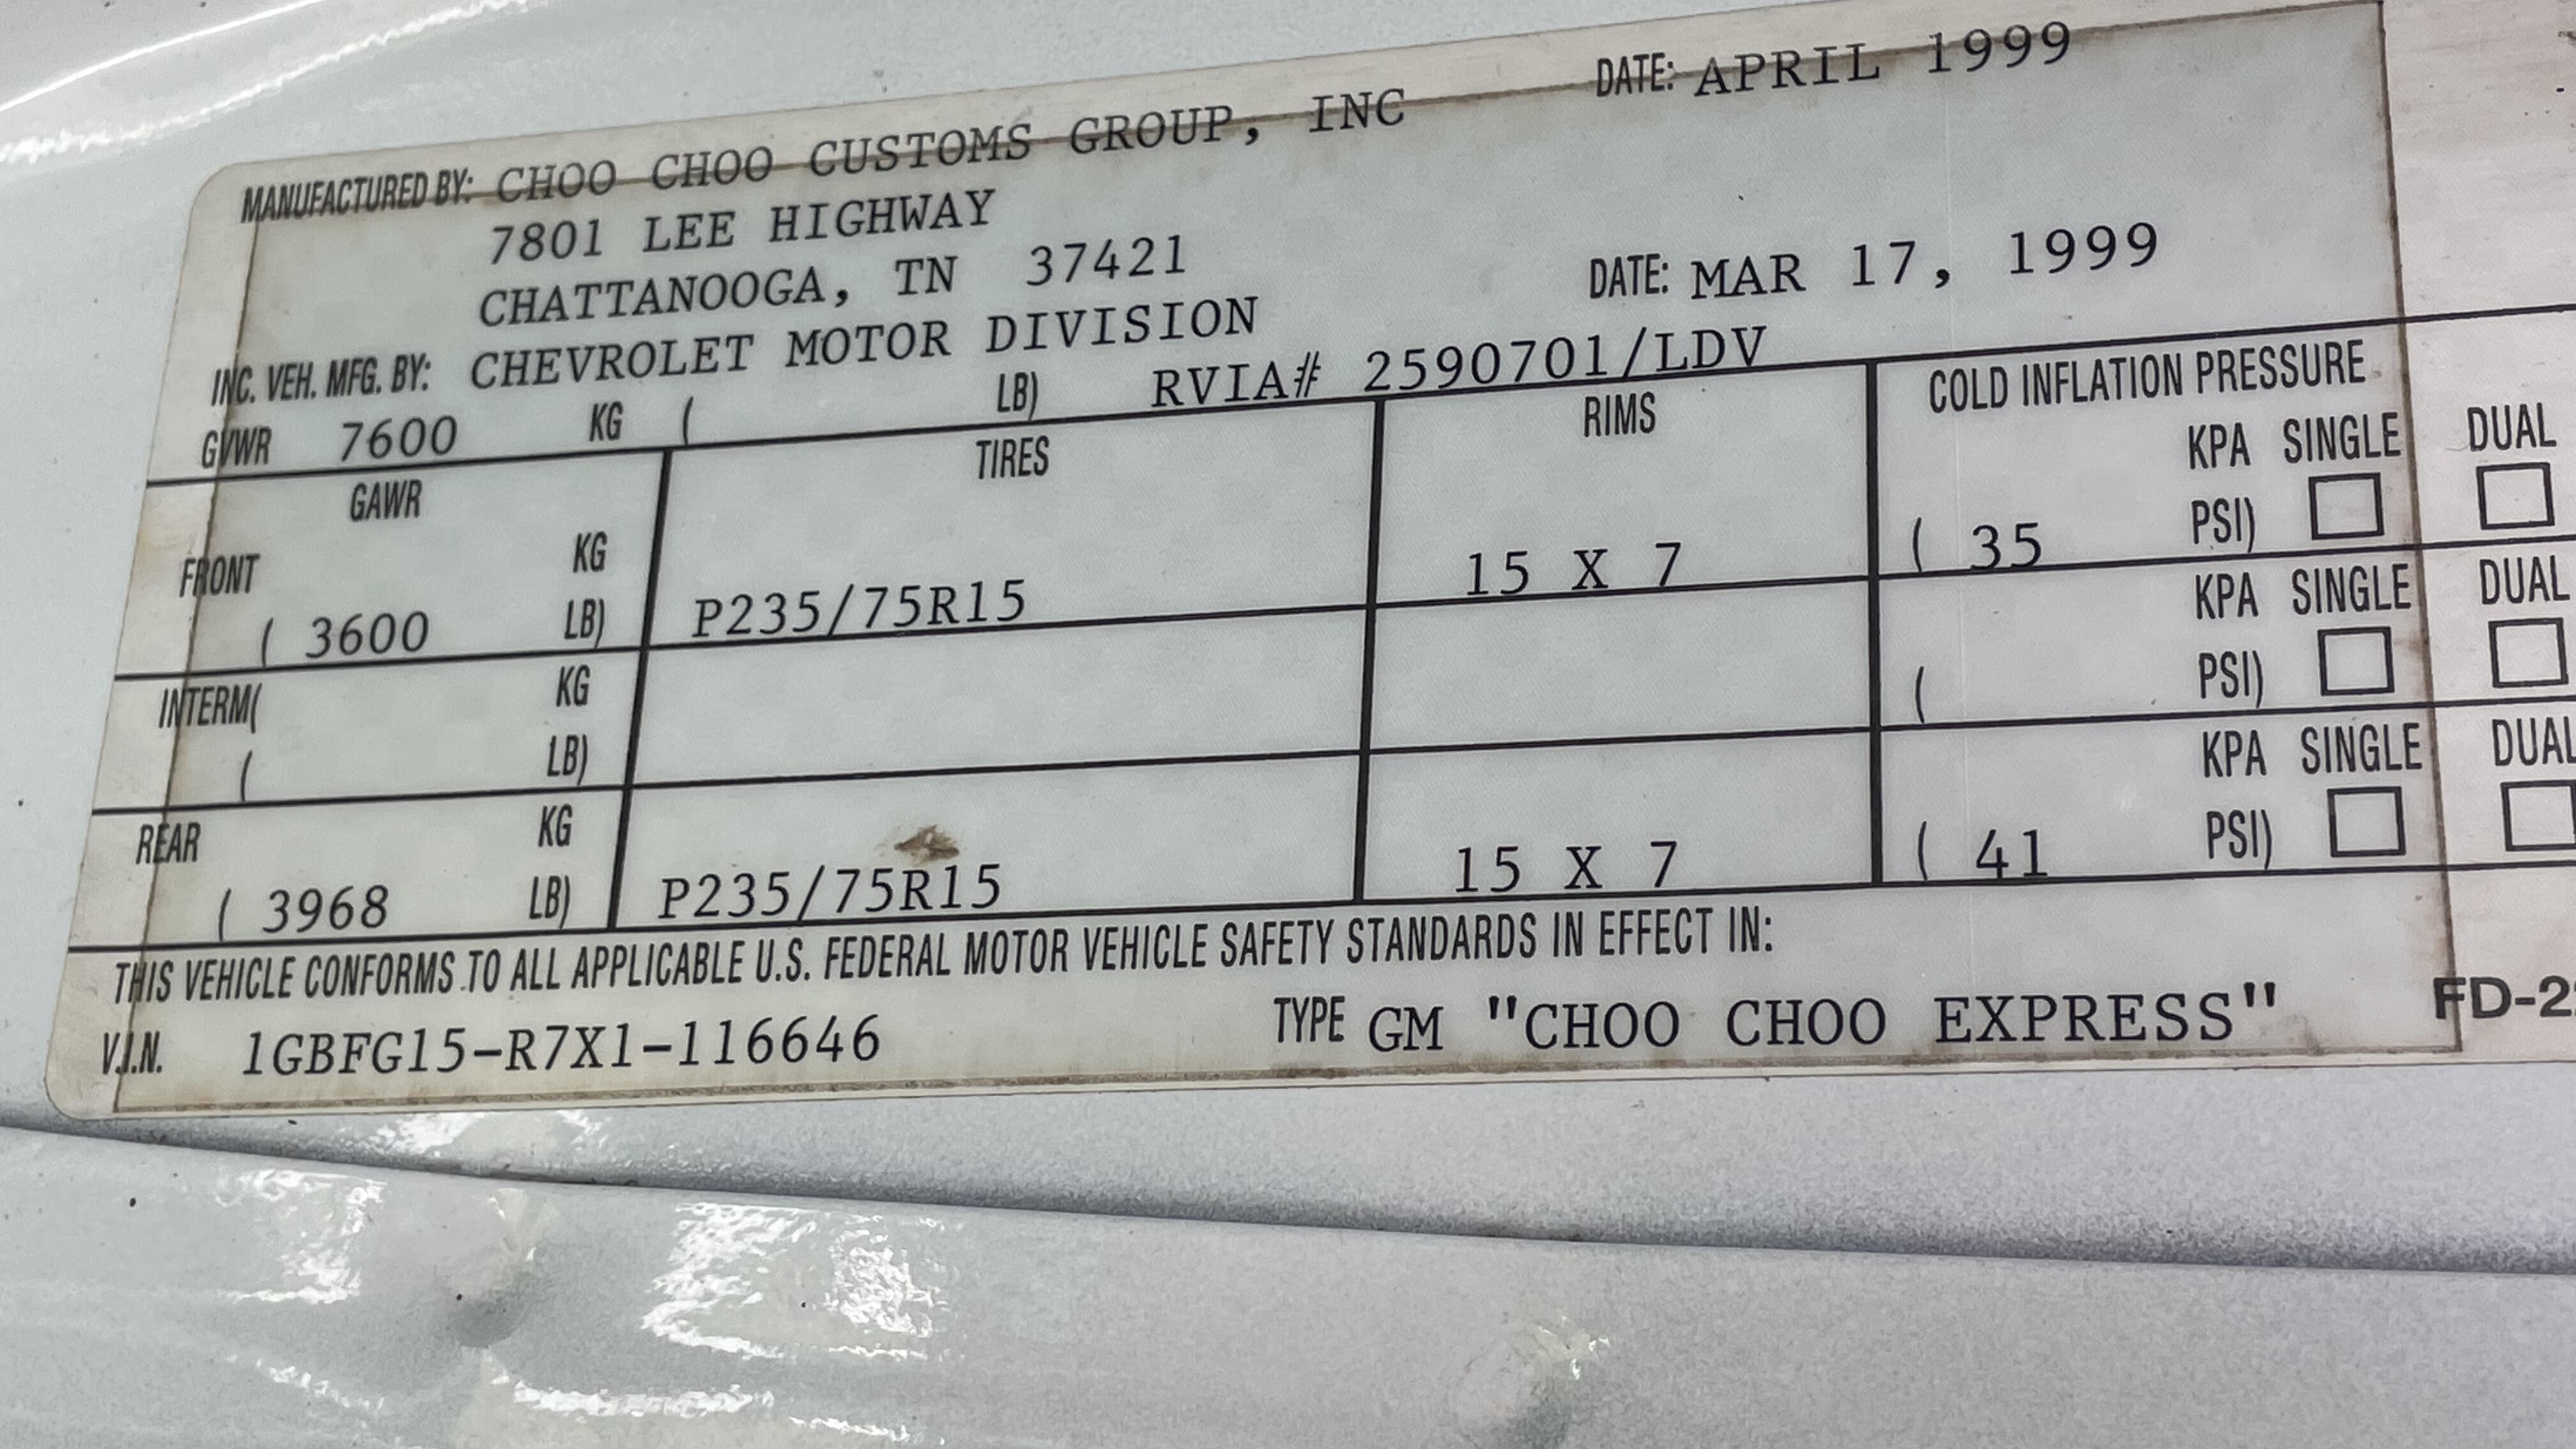 MANUFACTURED BY: CHOO CHOO CUSTOMS GROUP, INC DATE: APRIL 1999
7801 LEE HIGHWAY
CHATTANOOGA, TN 37421
INC. VEH. MFG. BY: CHEVROLET MOTOR DIVISION DATE: MAR 17, 1999
GVWR 7600 KG ( LB) RVIA# 2590701/LDV
GAWR TIRES RIMS COLD INFLATION PRESSURE
FRONT KG KPA SINGLE DUAL
( 3600 LB) P235/75R15 15 X 7 ( 35 PSI)
INTERM( KG KPA SINGLE DUAL
( LB) ( PSI)
REAR KG KPA SINGLE DUAL
( 3968 LB) P235/75R15 15 X 7 ( 41 PSI)
THIS VEHICLE CONFORMS TO ALL APPLICABLE U.S. FEDERAL MOTOR VEHICLE SAFETY STANDARDS IN EFFECT IN:
V.I.N. 1GBFG15-R7X1-116646 TYPE GM "CHOO CHOO EXPRESS"